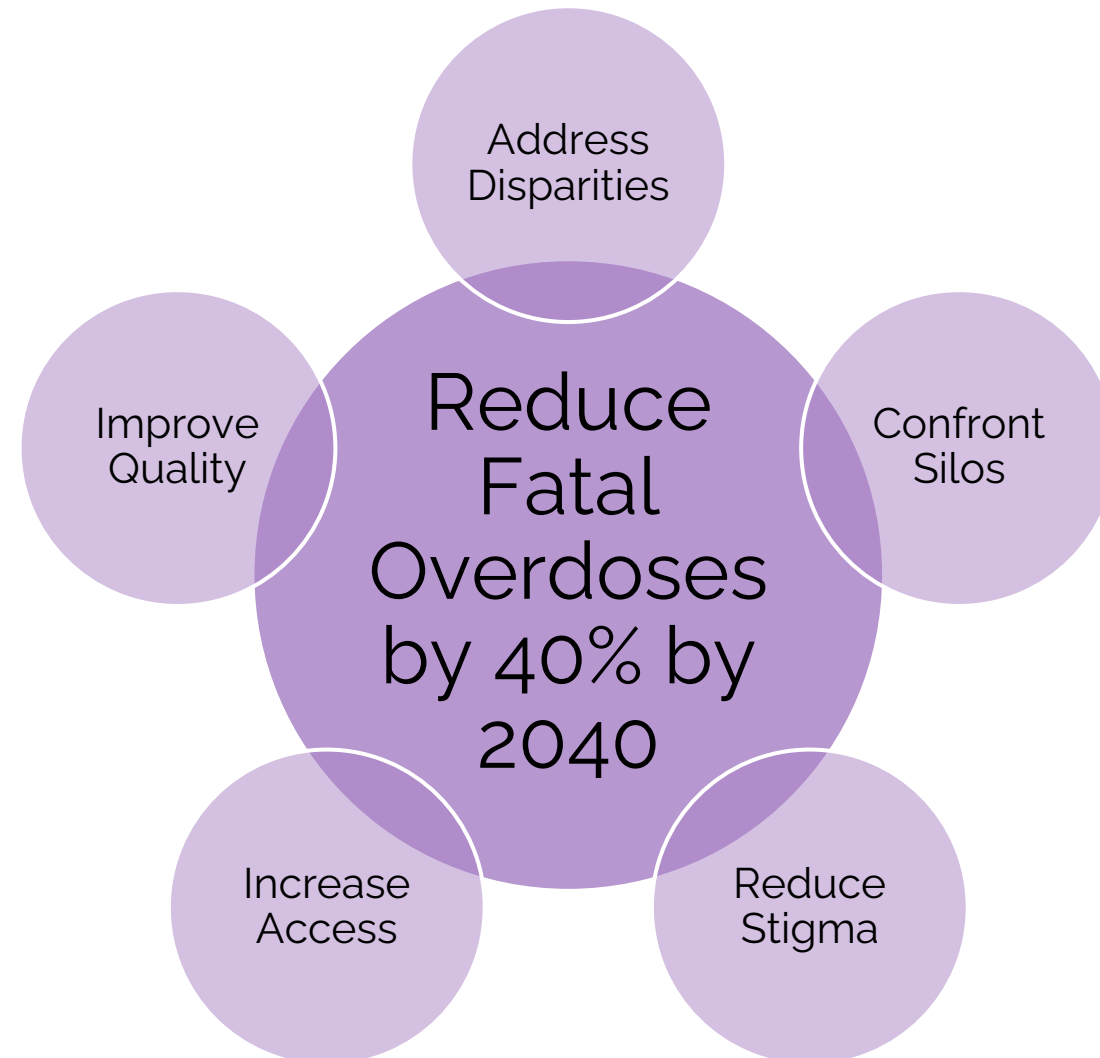 Address
Disparities
Improve
Quality
Reduce
Fatal
Overdoses
by 40% by
2040
Confront
Silos
Increase
Access
Reduce
Stigma